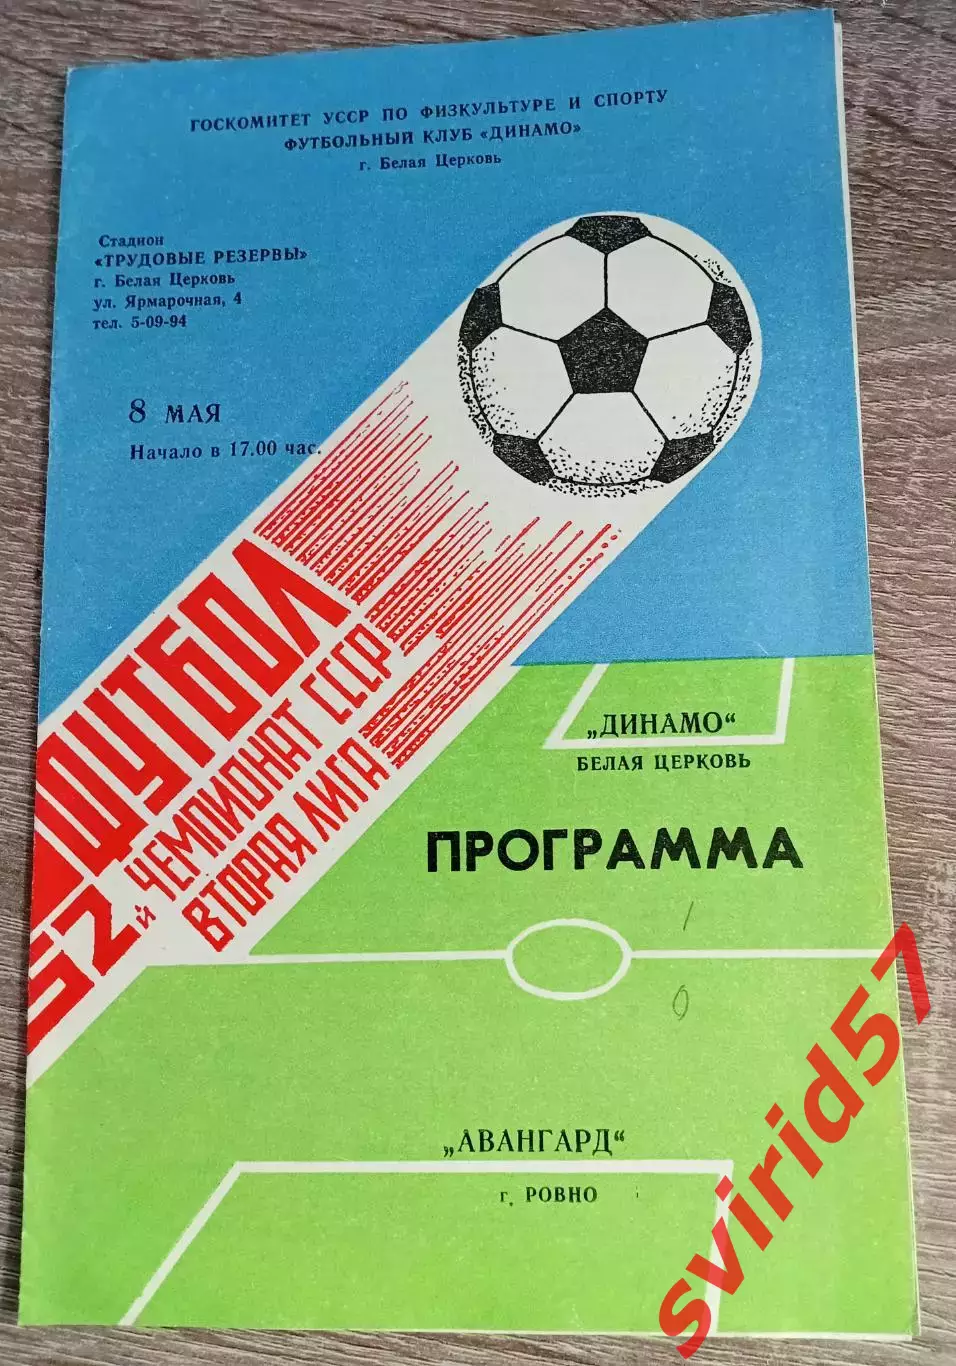 ГОСКОМИТЕТ УССР ПО ФИЗКУЛЬТУРЕ И СПОРТУ
ФУТБОЛЬНЫЙ КЛУБ «ДИНАМО»
г. Белая Церковь
Стадион
«ТРУДОВЫЕ РЕЗЕРВЫ»
г. Белая Церковь
ул. Ярмарочная, 4
тел. 5-09-94
8 МАЯ
Начало в 17.00 час.
ФУТБОЛ
52й ЧЕМПИОНАТ СССР
ВТОРАЯ ЛИГА
„ДИНАМО“
БЕЛАЯ ЦЕРКОВЬ
ПРОГРАММА
1
0
„АВАНГАРД“
г. РОВНО
svirid57